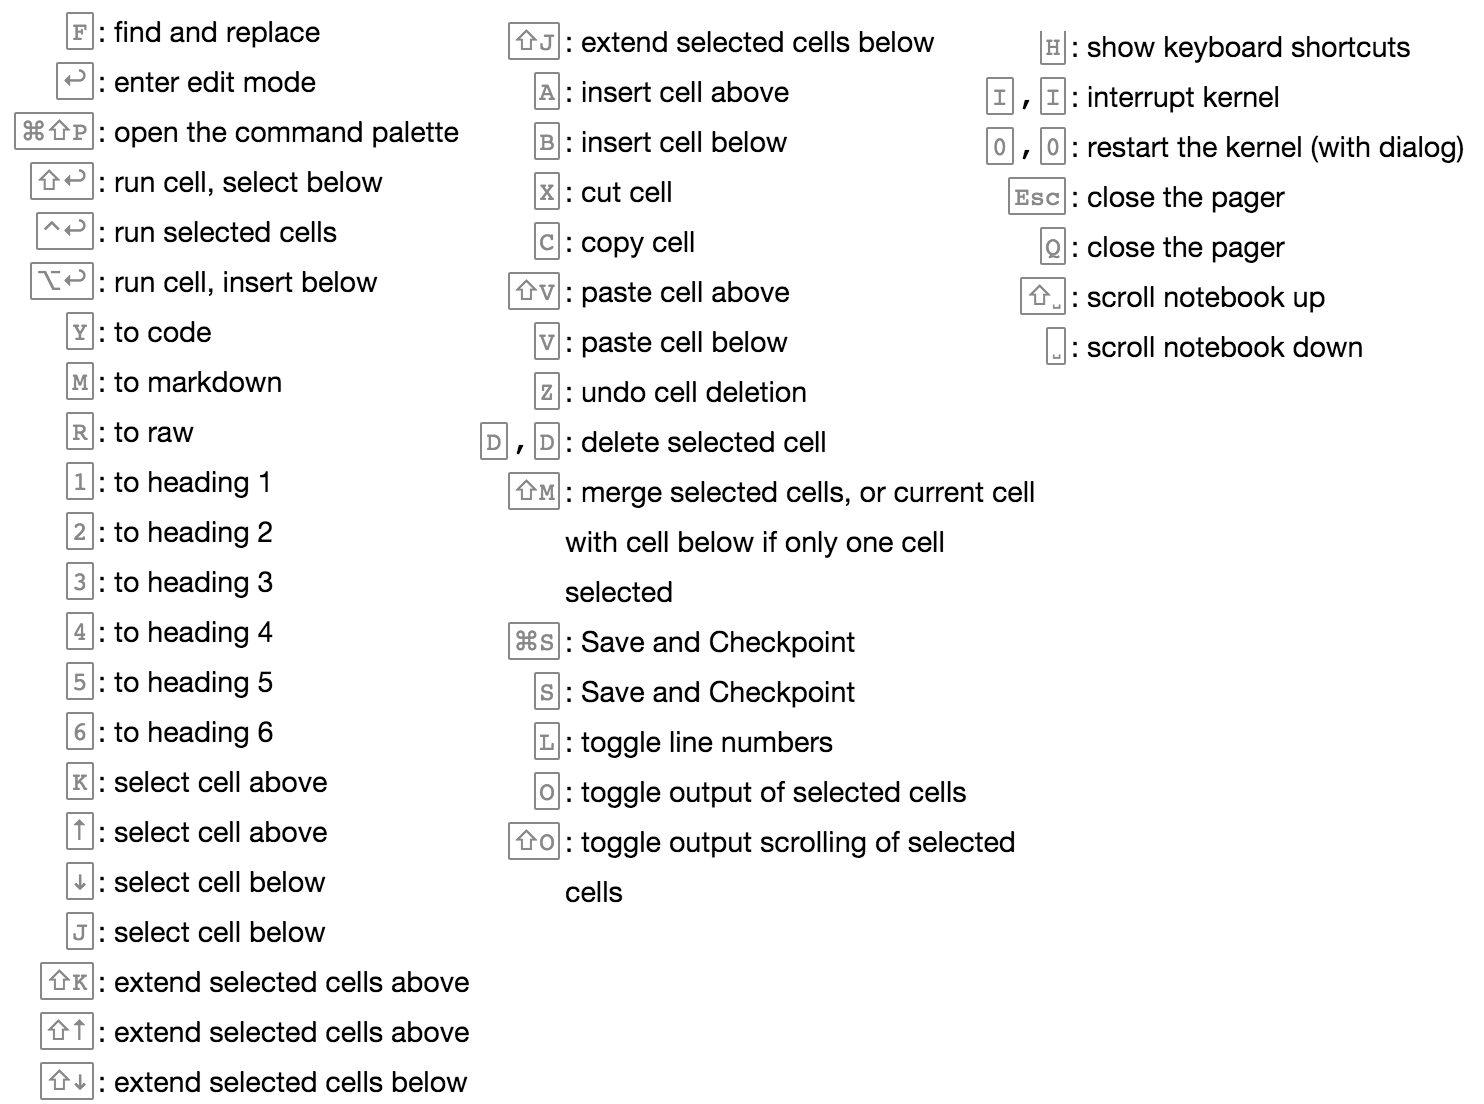 F : find and replace
↩ : enter edit mode
⌘⇧P : open the command palette
⇧↩ : run cell, select below
^↩ : run selected cells
⌥↩ : run cell, insert below
Y : to code
M : to markdown
R : to raw
1 : to heading 1
2 : to heading 2
3 : to heading 3
4 : to heading 4
5 : to heading 5
6 : to heading 6
K : select cell above
↑ : select cell above
↓ : select cell below
J : select cell below
⇧K : extend selected cells above
⇧↑ : extend selected cells above
⇧↓ : extend selected cells below
⇧J : extend selected cells below
A : insert cell above
B : insert cell below
X : cut cell
C : copy cell
⇧V : paste cell above
V : paste cell below
Z : undo cell deletion
D , D : delete selected cell
⇧M : merge selected cells, or current cell
with cell below if only one cell
selected
⌘S : Save and Checkpoint
S : Save and Checkpoint
L : toggle line numbers
O : toggle output of selected cells
⇧O : toggle output scrolling of selected
cells
H : show keyboard shortcuts
I , I : interrupt kernel
0 , 0 : restart the kernel (with dialog)
Esc : close the pager
Q : close the pager
⇧␣ : scroll notebook up
␣ : scroll notebook down